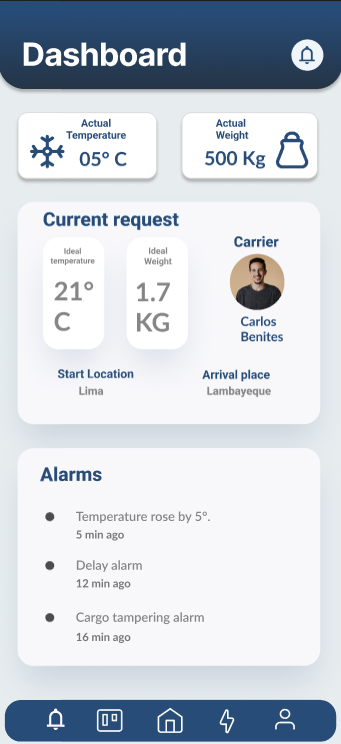 Dashboard
Actual
Temperature
05° C
Actual
Weight
500 Kg
Current request
Ideal
temperature
21°
C
Ideal
Weight
1.7
KG
Carrier
Carlos
Benites
Start Location
Lima
Arrival place
Lambayeque
Alarms
Temperature rose by 5°.
5 min ago
Delay alarm
12 min ago
Cargo tampering alarm
16 min ago